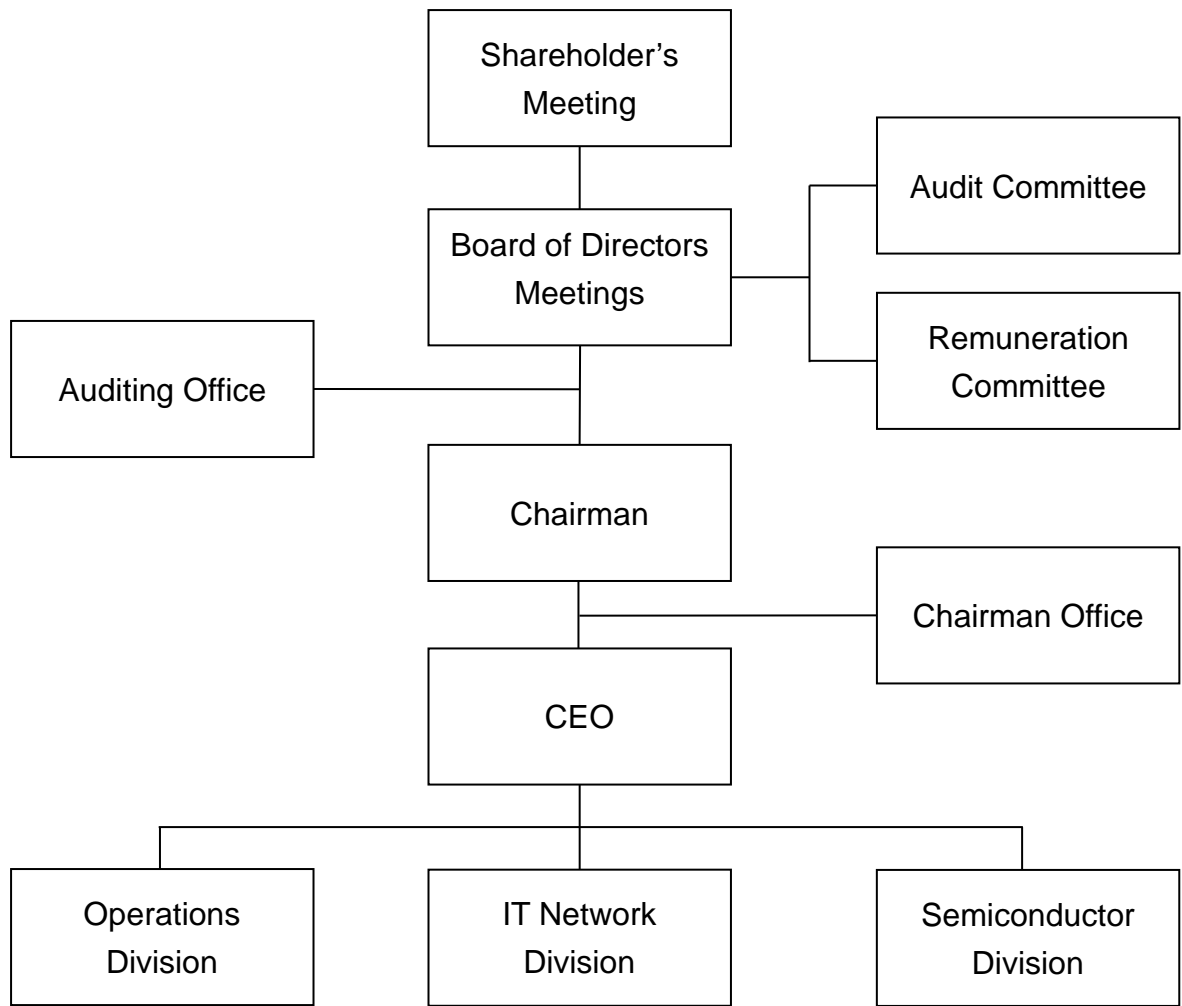 Shareholder’s
Meeting
Audit Committee
Board of Directors
Meetings
Remuneration
Committee
Auditing Office
Chairman
Chairman Office
CEO
Operations
Division
IT Network
Division
Semiconductor
Division